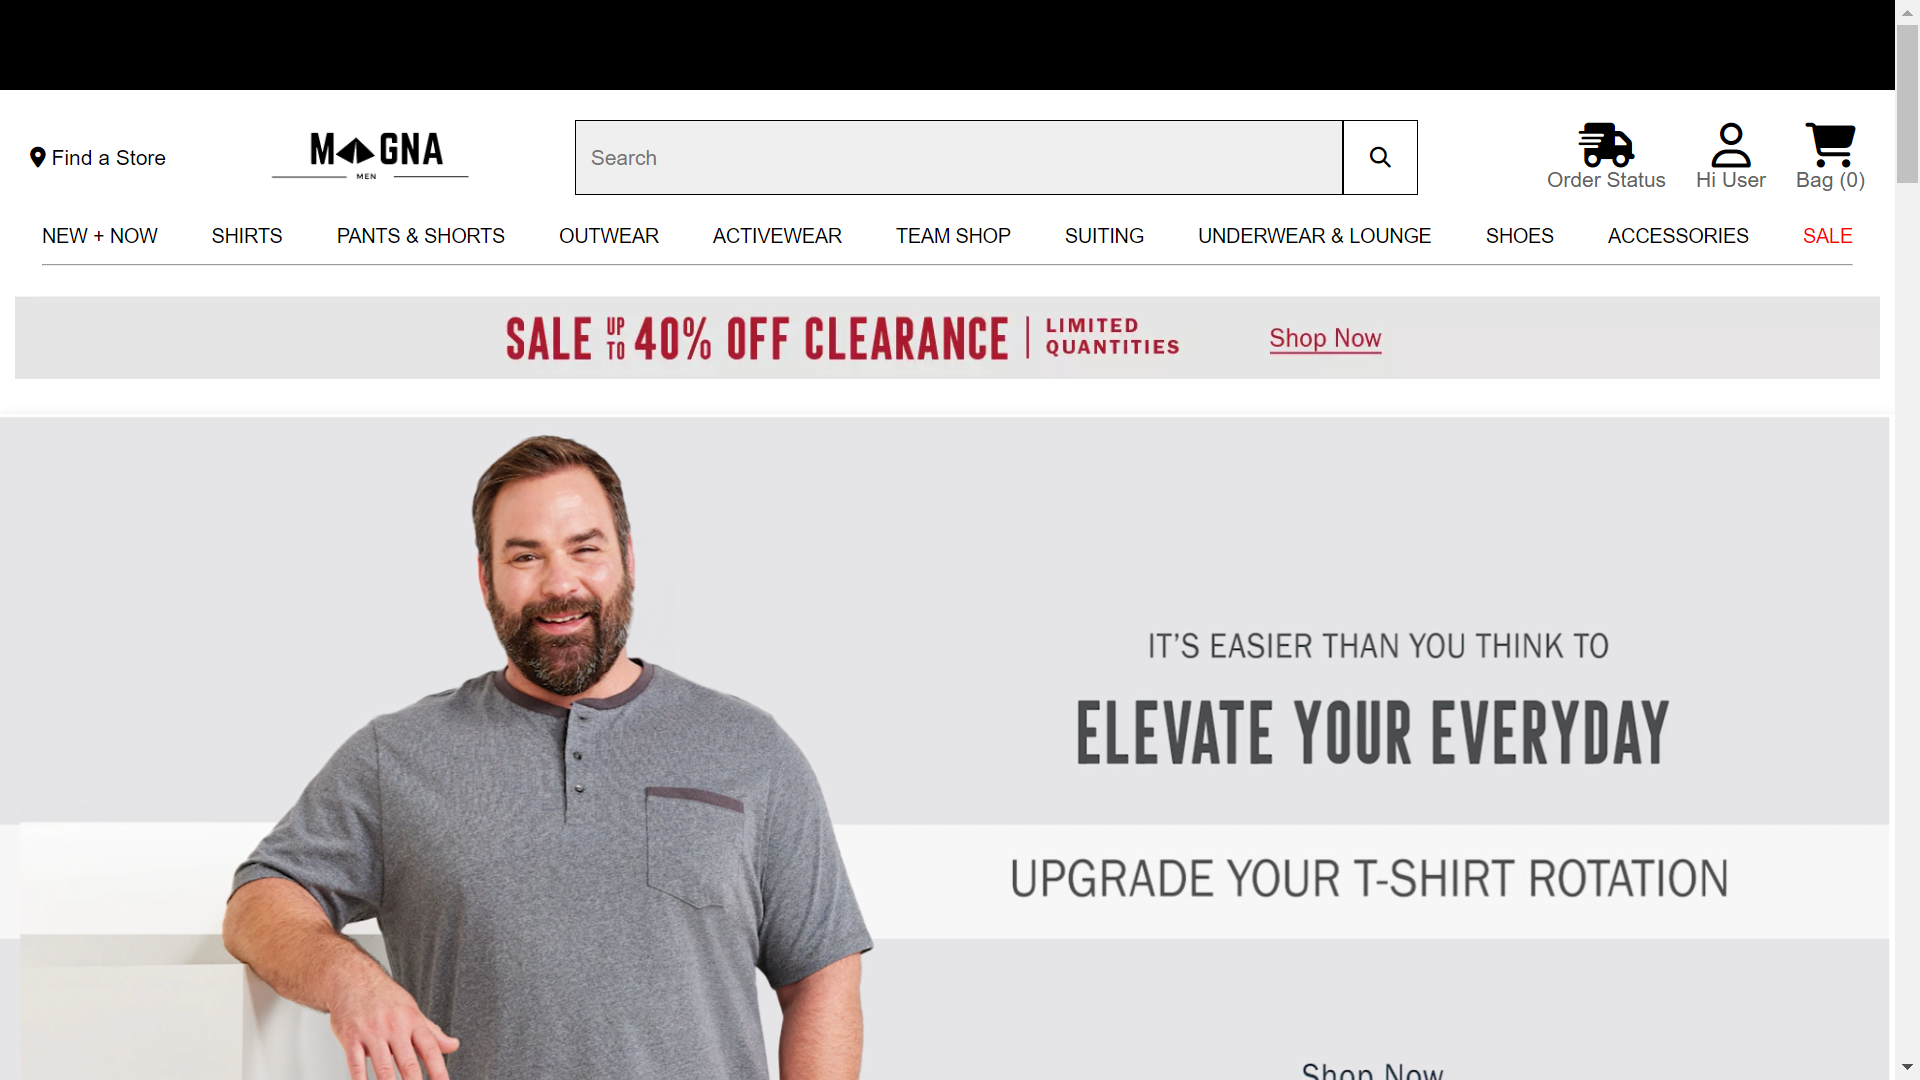 Find a Store
MAGNA
MEN
Search
Order Status
Hi User
Bag (0)
NEW + NOW
SHIRTS
PANTS & SHORTS
OUTWEAR
ACTIVEWEAR
TEAM SHOP
SUITING
UNDERWEAR & LOUNGE
SHOES
ACCESSORIES
SALE
SALE UP TO 40% OFF CLEARANCE
LIMITED
QUANTITIES
Shop Now
IT'S EASIER THAN YOU THINK TO
ELEVATE YOUR EVERYDAY
UPGRADE YOUR T-SHIRT ROTATION
Shop Now